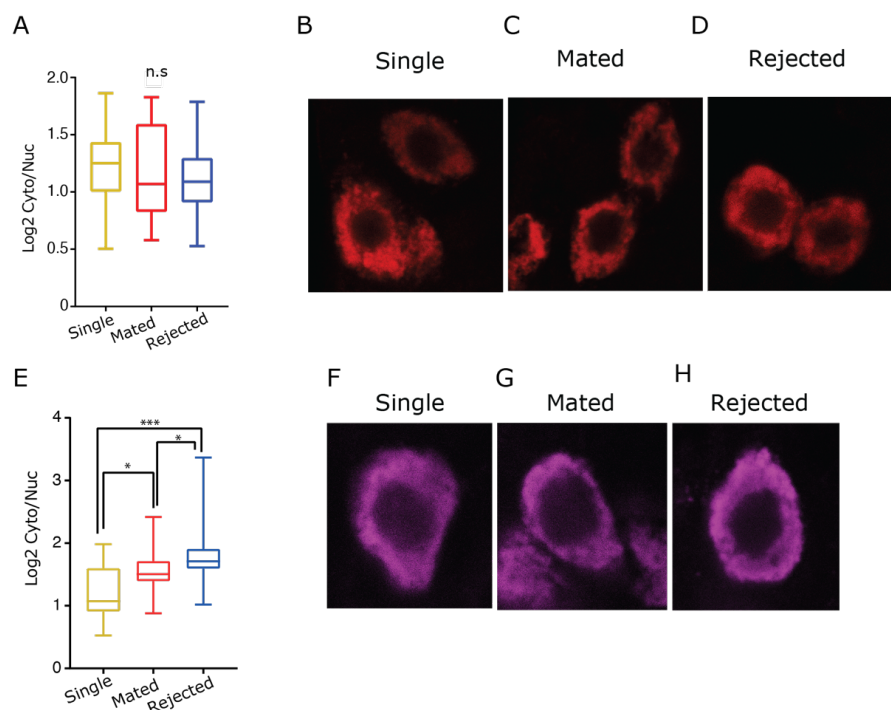 A
Log2 Cyto/Nuc
2.0
1.5
1.0
0.5
0
n.s
Single
Mated
Rejected
B
Single
C
Mated
D
Rejected
E
Log2 Cyto/Nuc
4
3
2
1
0
***
*
*
Single
Mated
Rejected
F
Single
G
Mated
H
Rejected